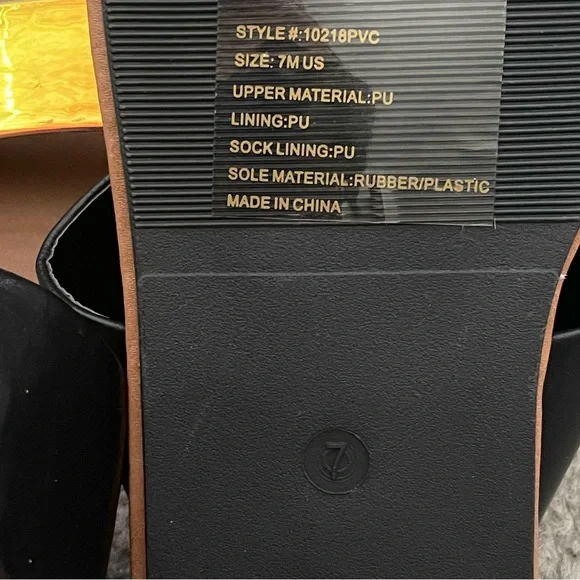 STYLE #:10218PVC
SIZE: 7M US
UPPER MATERIAL:PU
LINING:PU
SOCK LINING:PU
SOLE MATERIAL:RUBBER/PLASTIC
MADE IN CHINA
7